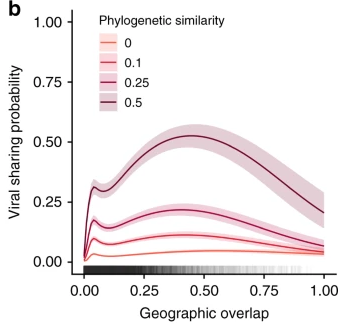 b
Phylogenetic similarity
0
0.1
0.25
0.5
Viral sharing probability
1.00
0.75
0.50
0.25
0.00
0.00 0.25 0.50 0.75 1.00
Geographic overlap